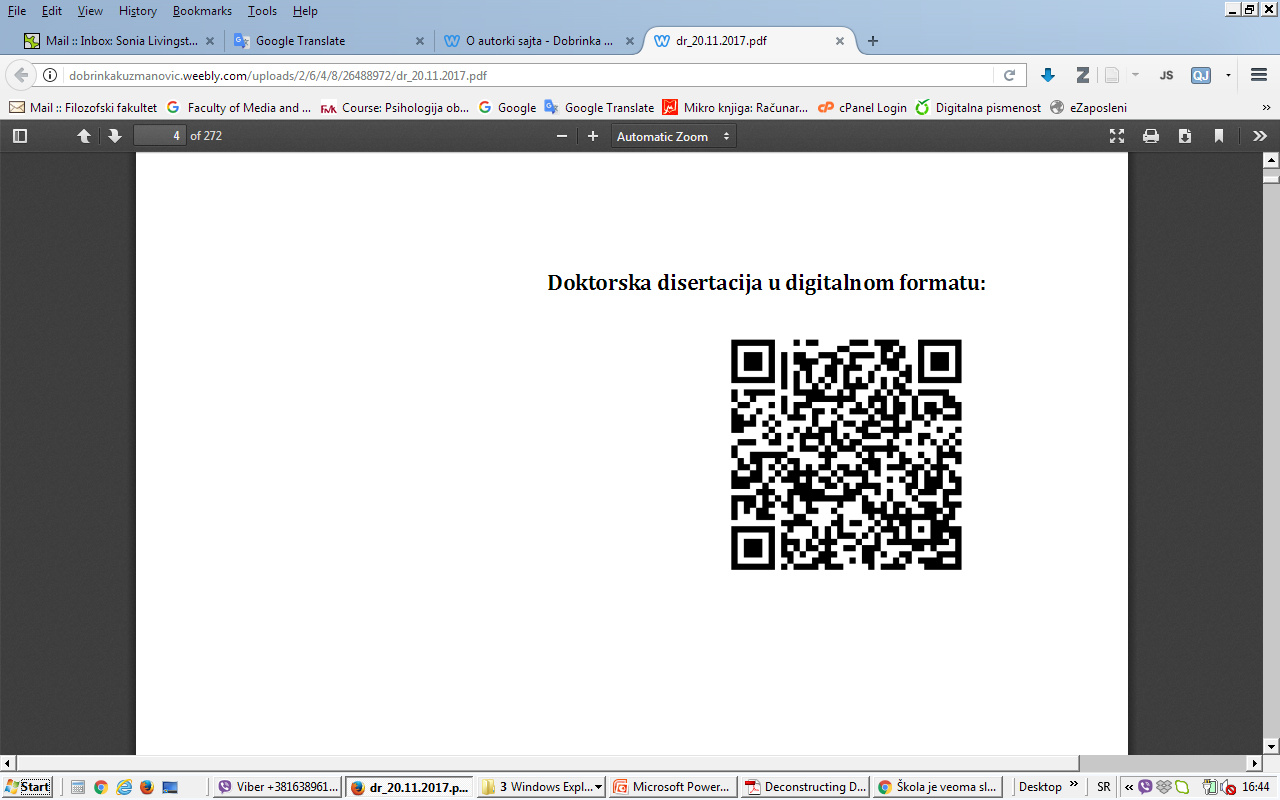 File Edit View History Bookmarks Tools Help
Mail :: Inbox: Sonia Livingst... Google Translate O autorki sajta - Dobrinka ... dr_20.11.2017.pdf
dobrinkakuzmanovic.weebly.com/uploads/2/6/4/8/26488972/dr_20.11.2017.pdf Z JS QJ
Mail :: Filozofski fakultet Faculty of Media and ... FMK Course: Psihologija ob... Google Google Translate Mikro knjiga: Računar... cP cPanel Login Digitalna pismenost eZaposleni »
4 of 272 Automatic Zoom
Doktorska disertacija u digitalnom formatu:
Start Viber +381638961... dr_20.11.2017.p... 3 Windows Expl... Microsoft Power... Deconstructing D... Škola je veoma sl... Desktop » SR « 16:44